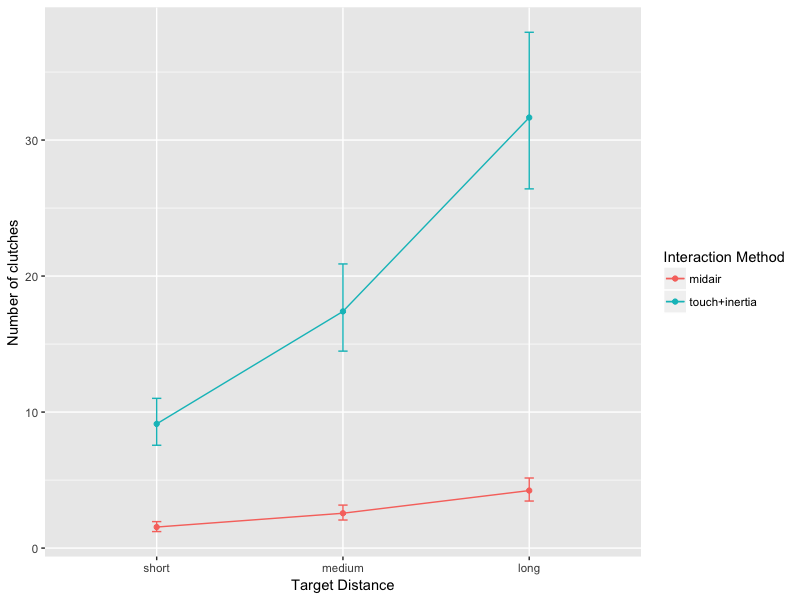 Number of clutches
30
20
10
0
short medium long
Target Distance
Interaction Method
midair
touch+inertia